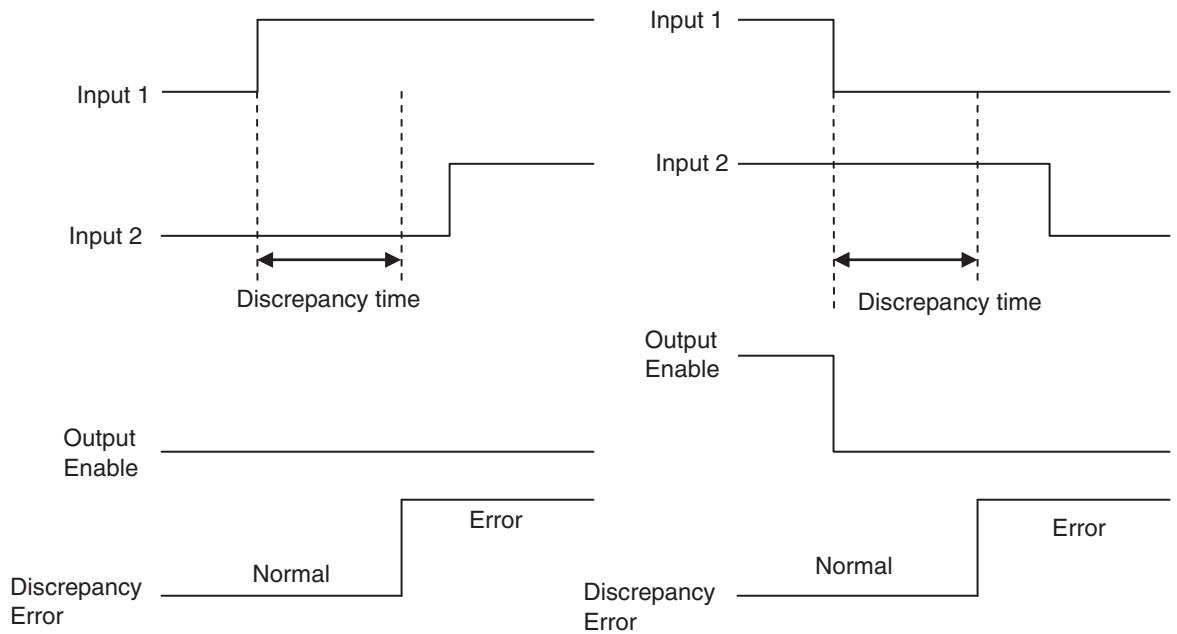 Input 1
Input 2
Discrepancy time
Output
Enable
Error
Normal
Discrepancy
Error
Input 1
Input 2
Discrepancy time
Output
Enable
Error
Normal
Discrepancy
Error